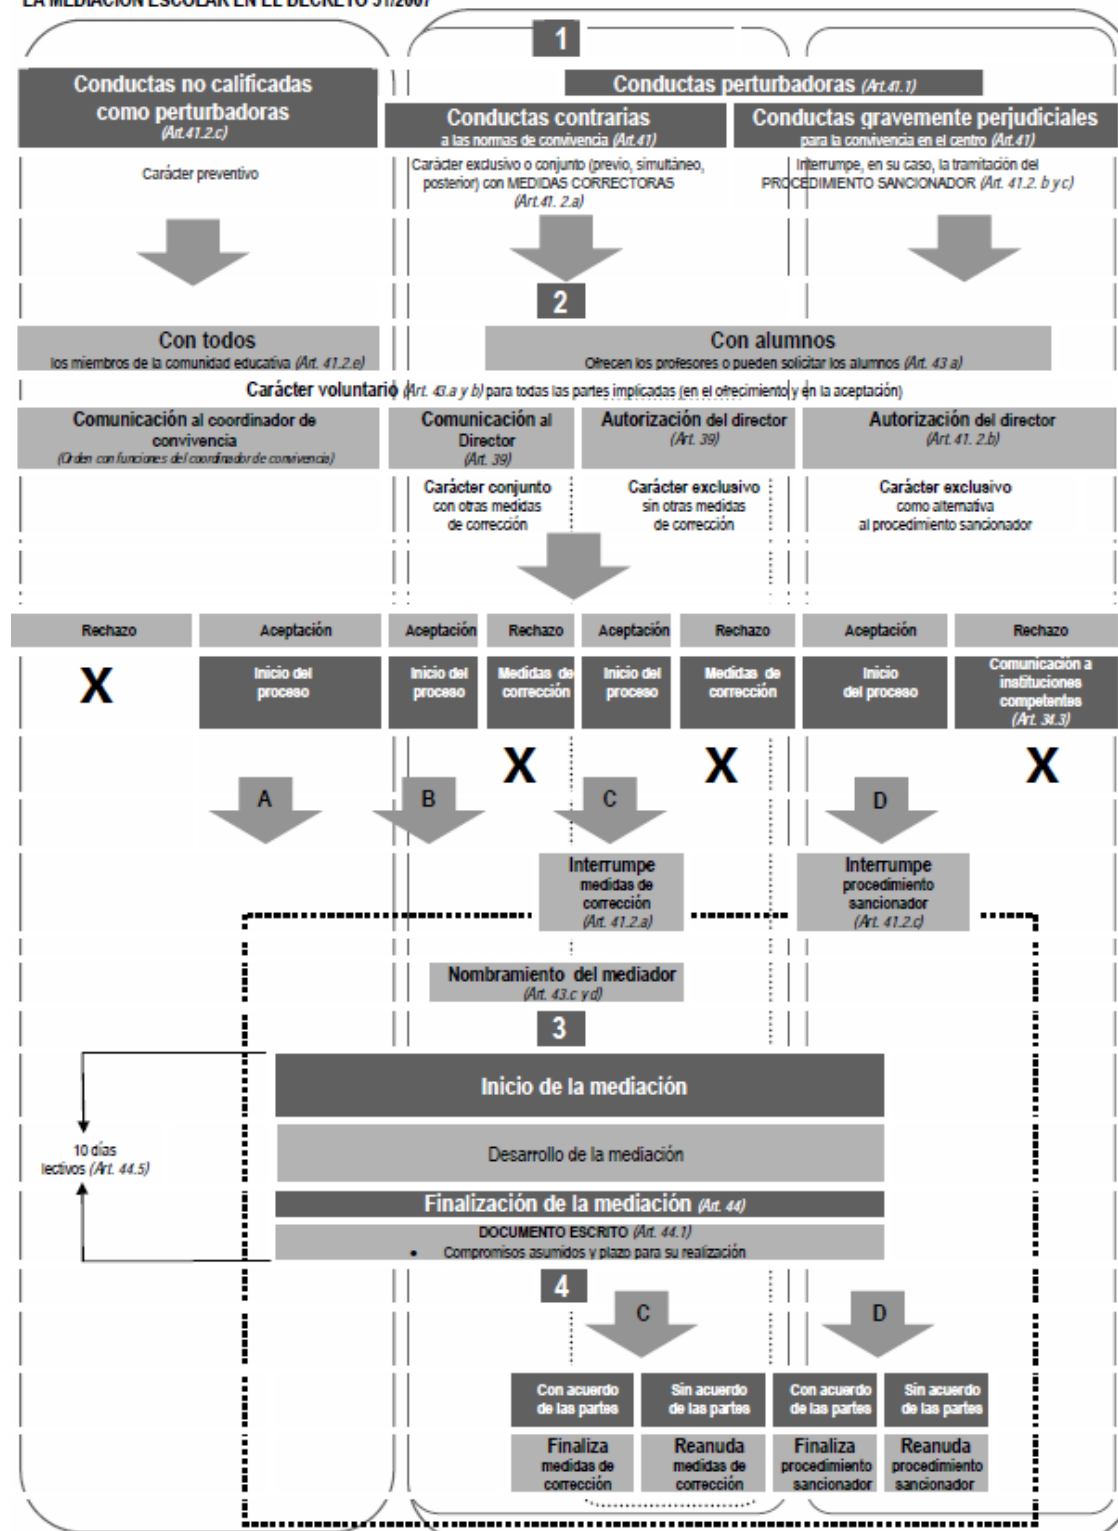 LA MEDIACIÓN ESCOLAR EN EL DECRETO 51/2007
1
Conductas no calificadas
como perturbadoras
(Art.41.2.c)
Conductas perturbadoras (Art.41.1)
Conductas contrarias
a las normas de convivencia (Art.41)
Conductas gravemente perjudiciales
para la convivencia en el centro (Art.41)
Carácter preventivo
Carácter exclusivo o conjunto (previo, simultáneo,
posterior) con MEDIDAS CORRECTORAS
(Art.41. 2.a)
Interrumpe, en su caso, la tramitación del
PROCEDIMIENTO SANCIONADOR (Art. 41.2. b y c)
2
Con todos
los miembros de la comunidad educativa (Art. 41.2.e)
Con alumnos
Ofrecen los profesores o pueden solicitar los alumnos (Art. 43 a)
Carácter voluntario (Art. 43.a y b) para todas las partes implicadas (en el ofrecimiento y en la aceptación)
Comunicación al coordinador de
convivencia
(Orden con funciones del coordinador de convivencia)
Comunicación al
Director
(Art. 39)
Autorización del director
(Art. 39)
Autorización del director
(Art. 41. 2.b)
Carácter conjunto
con otras medidas
de corrección
Carácter exclusivo
sin otras medidas
de corrección
Carácter exclusivo
como alternativa
al procedimiento sancionador
Rechazo
Aceptación
Aceptación
Rechazo
Aceptación
Rechazo
Aceptación
Rechazo
X
Inicio del
proceso
Inicio del
proceso
Medidas de
corrección
Inicio del
proceso
Medidas de
corrección
Inicio
del proceso
Comunicación a
instituciones
competentes
(Art. 34.3)
X
X
X
A
B
C
D
Interrumpe
medidas de
corrección
(Art. 41.2.a)
Interrumpe
procedimiento
sancionador
(Art. 41.2.c)
Nombramiento del mediador
(Art. 43.c y d)
3
Inicio de la mediación
10 días
lectivos (Art. 44.5)
Desarrollo de la mediación
Finalización de la mediación (Art. 44)
DOCUMENTO ESCRITO (Art. 44.1)
• Compromisos asumidos y plazo para su realización
4
C
D
Con acuerdo
de las partes
Sin acuerdo
de las partes
Con acuerdo
de las partes
Sin acuerdo
de las partes
Finaliza
medidas de
corrección
Reanuda
medidas de
corrección
Finaliza
procedimiento
sancionador
Reanuda
procedimiento
sancionador